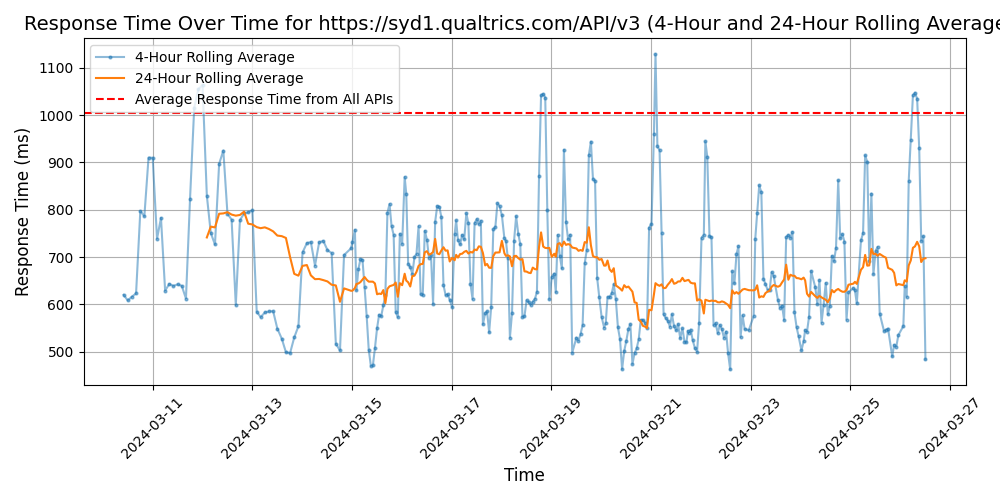 Response Time Over Time for https://syd1.qualtrics.com/API/v3 (4-Hour and 24-Hour Rolling Average
4-Hour Rolling Average
24-Hour Rolling Average
Average Response Time from All APIs
Response Time (ms)
1100
1000
900
800
700
600
500
2024-03-11
2024-03-13
2024-03-15
2024-03-17
2024-03-19
2024-03-21
2024-03-23
2024-03-25
2024-03-27
Time